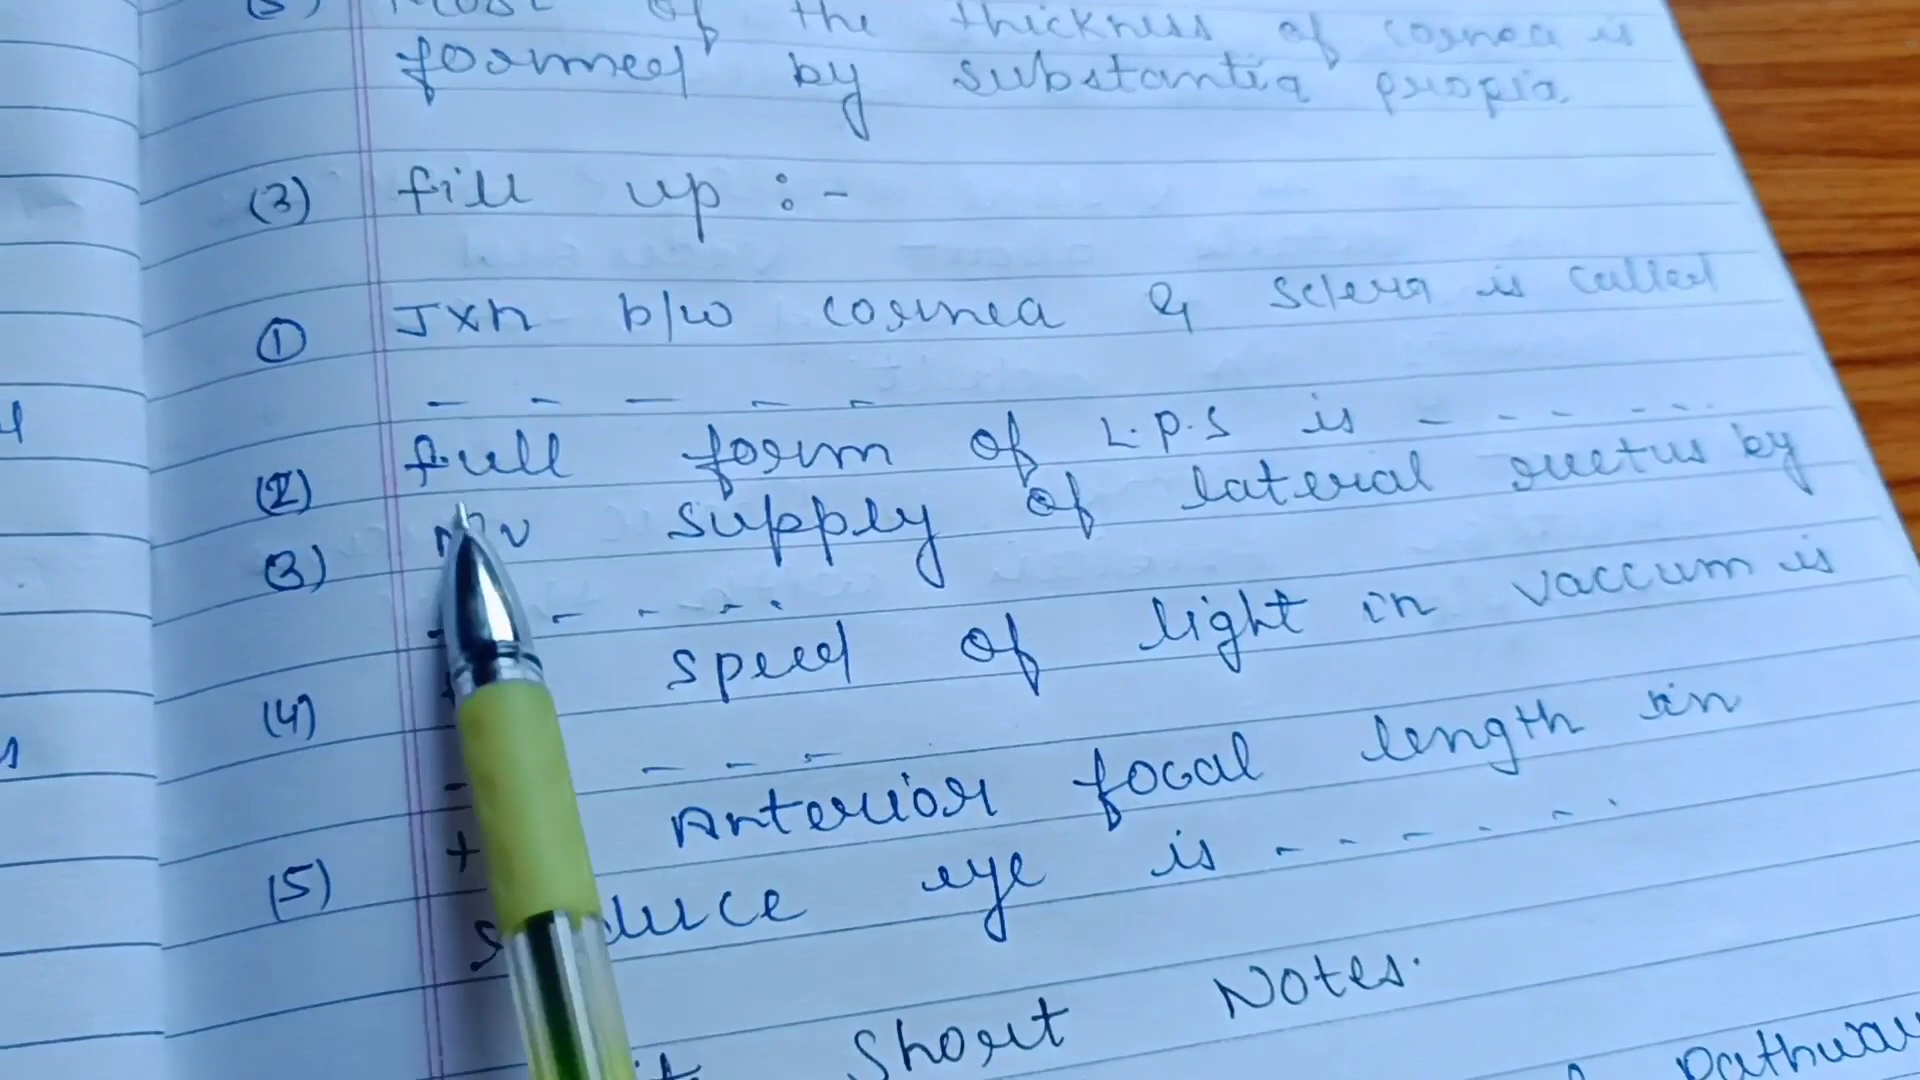 of the thickness of cornea is
formed by substantia propia.
(3) fill up :-
① Jxn b/w cornea & sclera is called
- - - - -
(2) full form of L.P.S is - - - - - -
(3) supply of lateral rectus by
- - - - -
(4) speed of light in vaccum is
- - - -
(5) Anterior focal length in
eye is - - - - - -
Short Notes.
Pathway